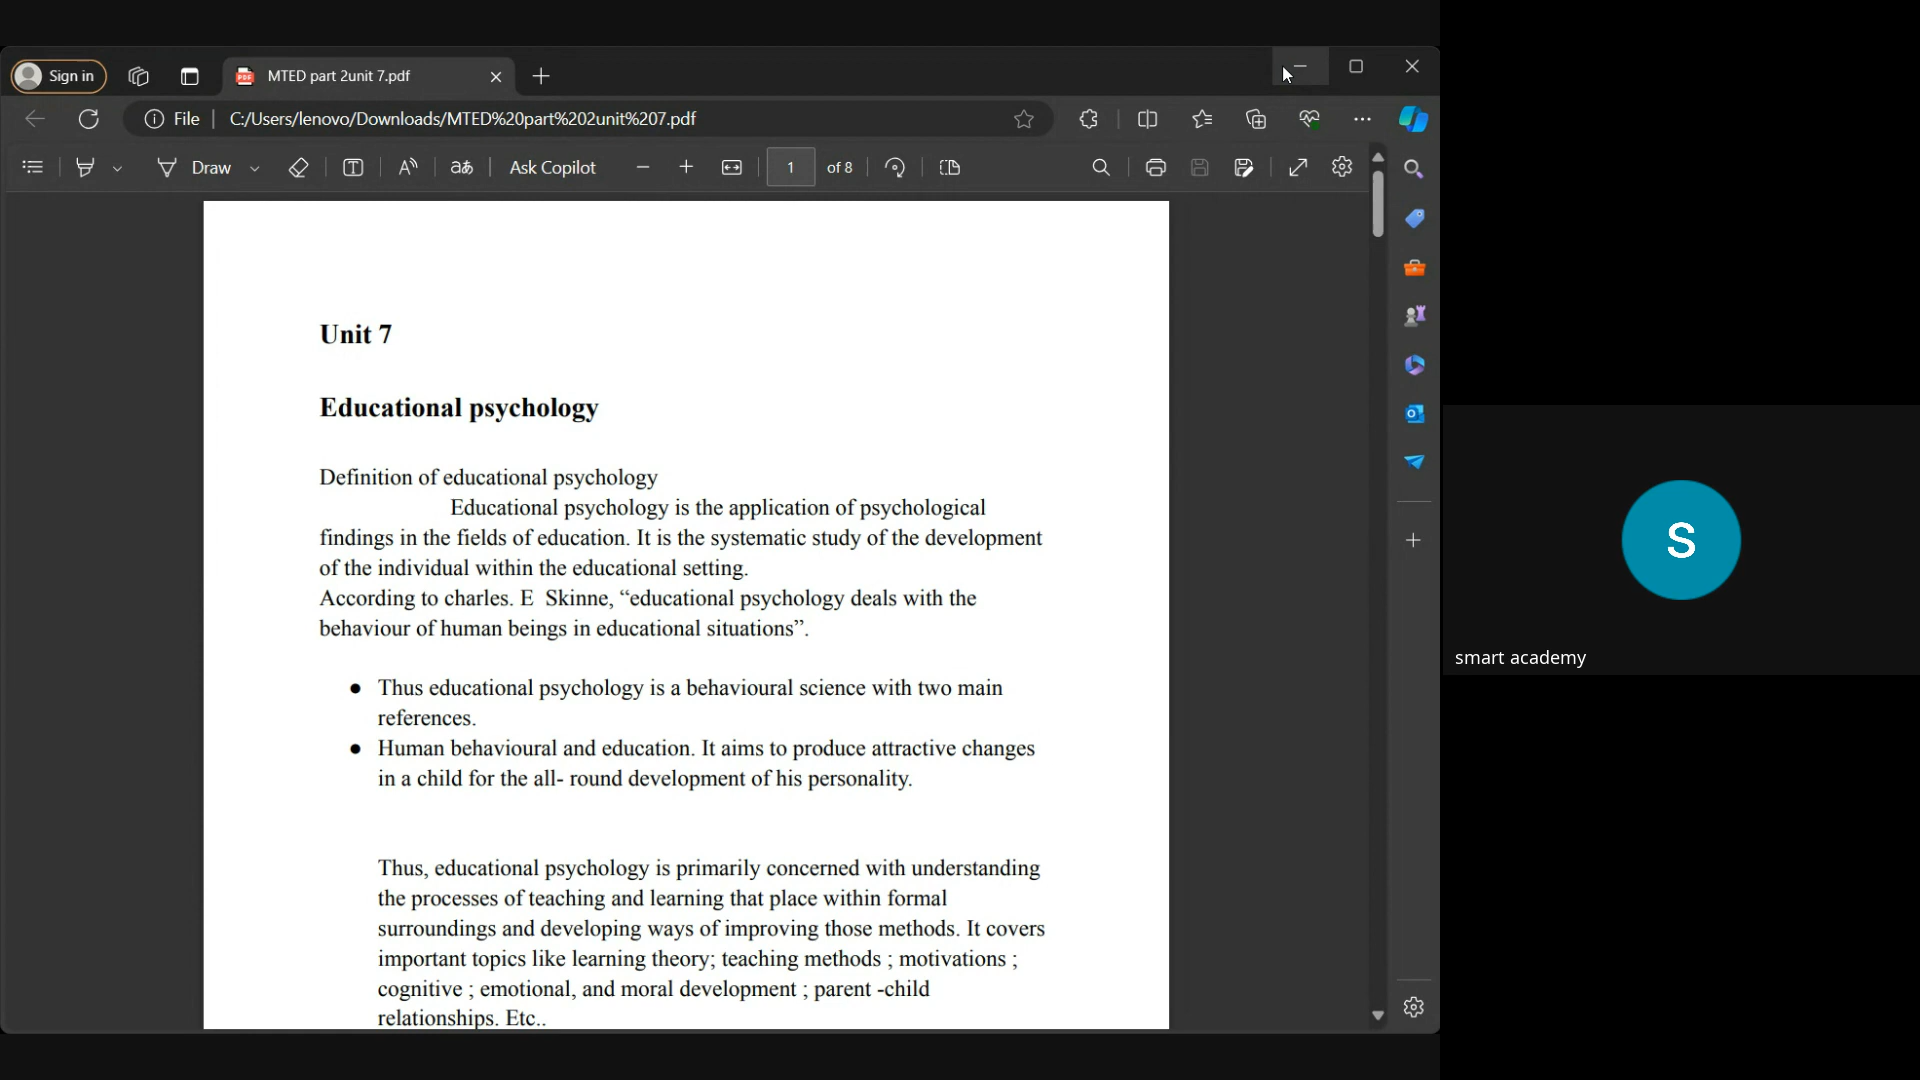 Sign in
MTED part 2unit 7.pdf
File
C:/Users/lenovo/Downloads/MTED%20part%202unit%207.pdf
Draw
aあ
Ask Copilot
1 of 8
Unit 7
Educational psychology
Definition of educational psychology
Educational psychology is the application of psychological
findings in the fields of education. It is the systematic study of the development
of the individual within the educational setting.
According to charles. E Skinne, “educational psychology deals with the
behaviour of human beings in educational situations”.
● Thus educational psychology is a behavioural science with two main
references.
● Human behavioural and education. It aims to produce attractive changes
in a child for the all- round development of his personality.
Thus, educational psychology is primarily concerned with understanding
the processes of teaching and learning that place within formal
surroundings and developing ways of improving those methods. It covers
important topics like learning theory; teaching methods ; motivations ;
cognitive ; emotional, and moral development ; parent -child
relationships. Etc..
S
smart academy